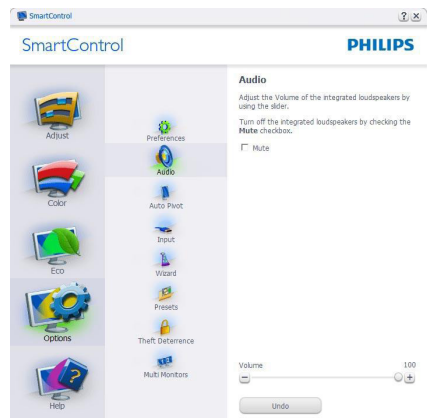 SmartControl
SmartControl
PHILIPS
Adjust
Color
Eco
Options
Help
Preferences
Audio
Auto Pivot
Input
Wizard
Presets
Theft Deterrence
Multi Monitors
Audio
Adjust the Volume of the integrated loudspeakers by
using the slider.
Turn off the integrated loudspeakers by checking the
Mute checkbox.
Mute
Volume 100
Undo